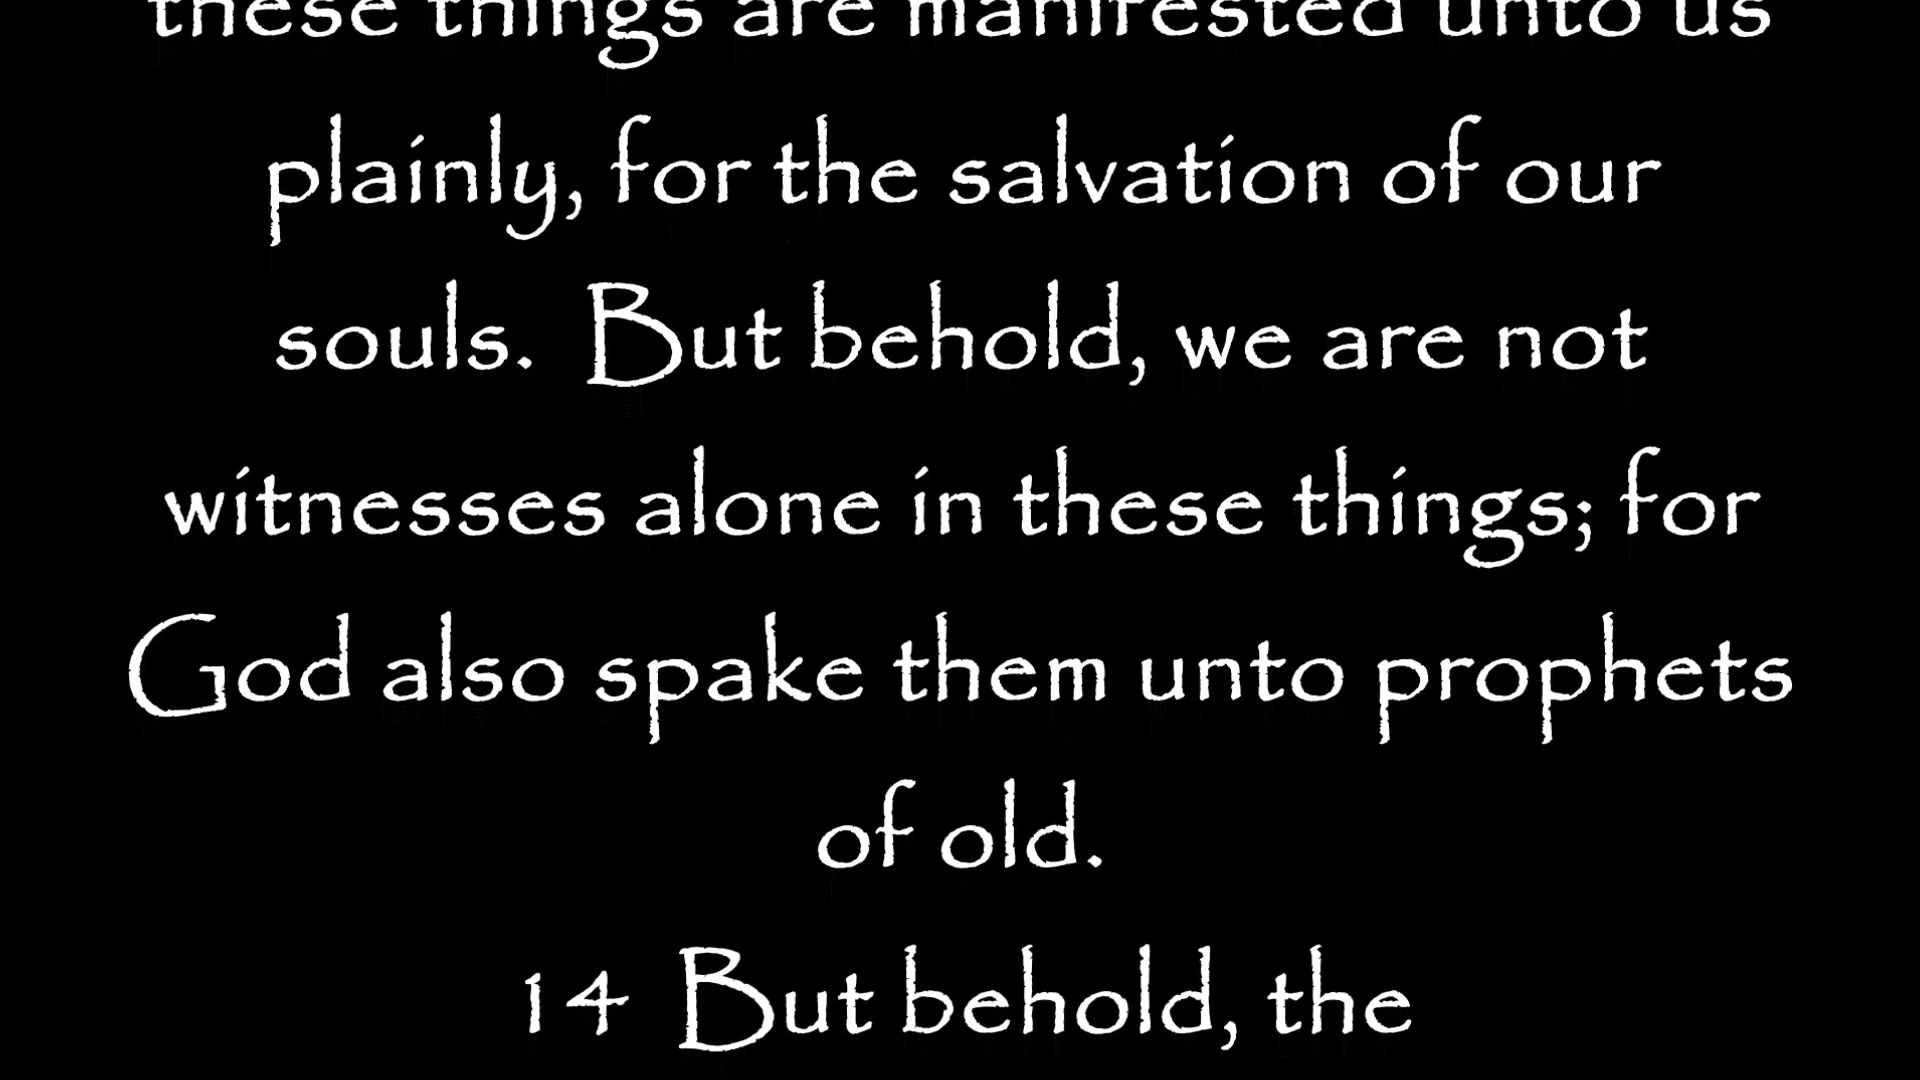 these things are manifested unto us
plainly, for the salvation of our
souls. But behold, we are not
witnesses alone in these things; for
God also spake them unto prophets
of old.
14 But behold, the